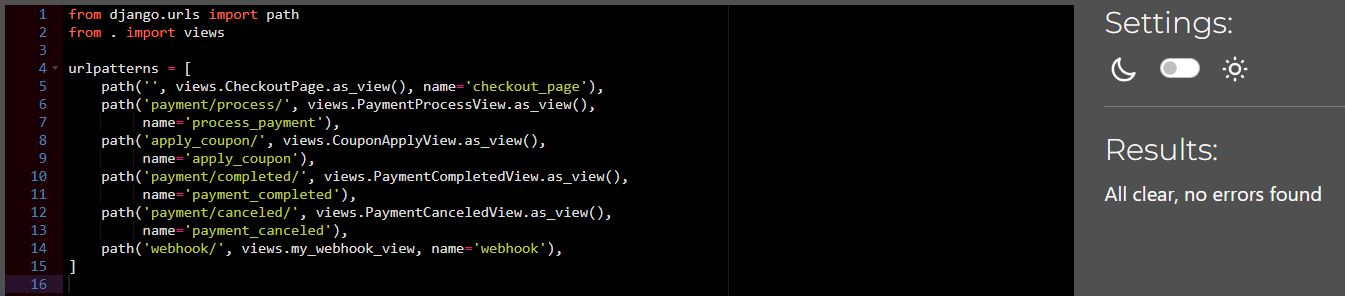 1 from django.urls import path
2 from . import views
3
4 urlpatterns = [
5     path('', views.CheckoutPage.as_view(), name='checkout_page'),
6     path('payment/process/', views.PaymentProcessView.as_view(),
7          name='process_payment'),
8     path('apply_coupon/', views.CouponApplyView.as_view(),
9          name='apply_coupon'),
10     path('payment/completed/', views.PaymentCompletedView.as_view(),
11          name='payment_completed'),
12     path('payment/canceled/', views.PaymentCanceledView.as_view(),
13          name='payment_canceled'),
14     path('webhook/', views.my_webhook_view, name='webhook'),
15 ]
16
Settings:
Results:
All clear, no errors found